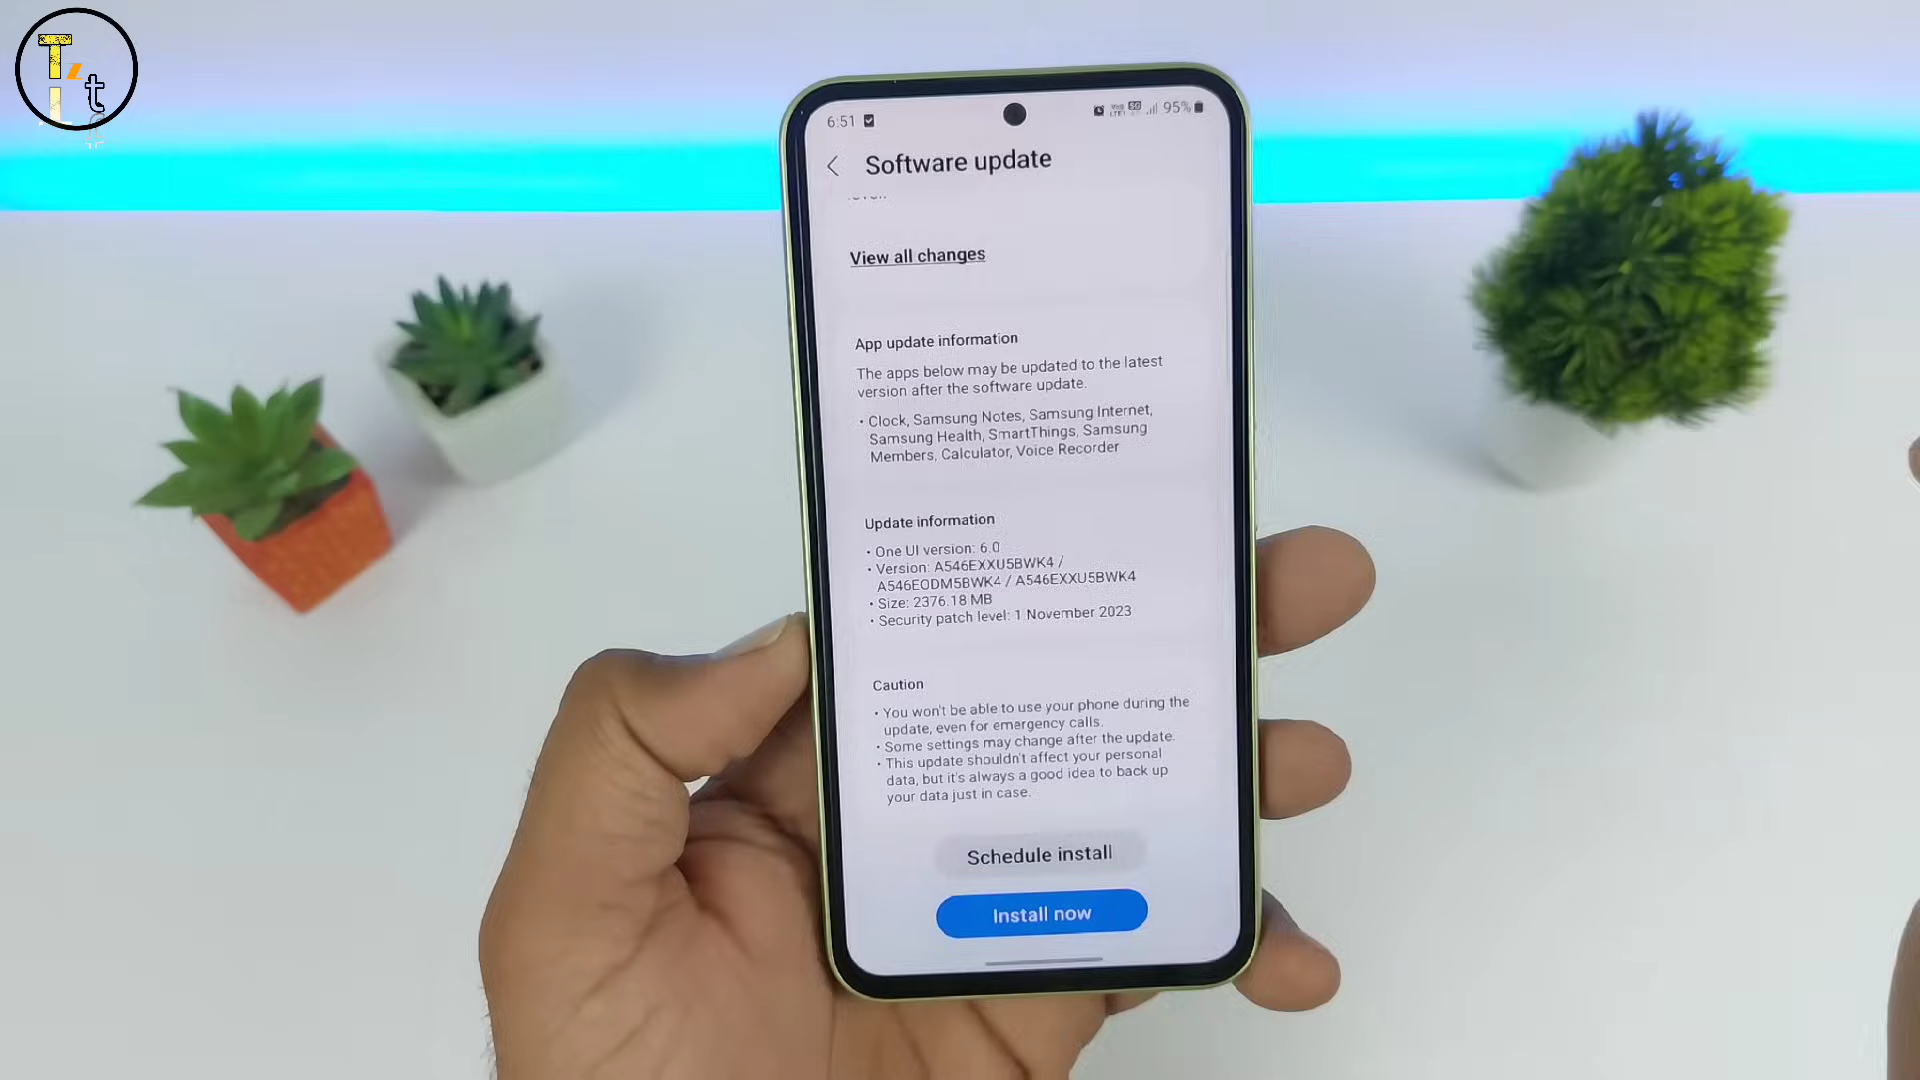 6:51
95%
Software update
View all changes
App update information
The apps below may be updated to the latest
version after the software update.
• Clock, Samsung Notes, Samsung Internet,
Samsung Health, SmartThings, Samsung
Members, Calculator, Voice Recorder
Update information
• One UI version: 6.0
• Version: A546EXXU5BWK4 /
A546EODM5BWK4 / A546EXXU5BWK4
• Size: 2376.18 MB
• Security patch level: 1 November 2023
Caution
• You won't be able to use your phone during the
update, even for emergency calls.
• Some settings may change after the update.
• This update shouldn't affect your personal
data, but it's always a good idea to back up
your data just in case.
Schedule install
Install now